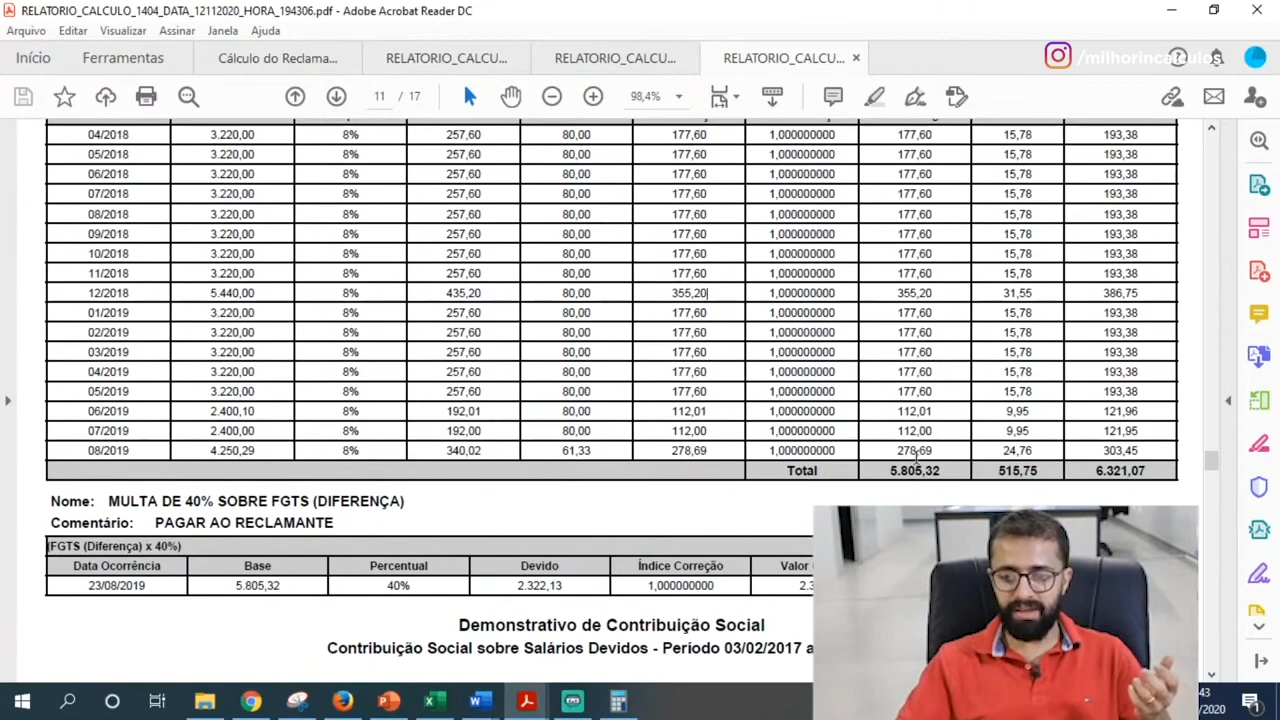 RELATORIO_CALCULO_1404_DATA_12112020_HORA_194306.pdf - Adobe Acrobat Reader DC
Arquivo Editar Visualizar Assinar Janela Ajuda
Início Ferramentas Cálculo do Reclama... RELATORIO_CALCU... RELATORIO_CALCU... RELATORIO_CALCU... × /milhorincalculos
11 / 17 98,4%
04/2018 3.220,00 8% 257,60 80,00 177,60 1,000000000 177,60 15,78 193,38
05/2018 3.220,00 8% 257,60 80,00 177,60 1,000000000 177,60 15,78 193,38
06/2018 3.220,00 8% 257,60 80,00 177,60 1,000000000 177,60 15,78 193,38
07/2018 3.220,00 8% 257,60 80,00 177,60 1,000000000 177,60 15,78 193,38
08/2018 3.220,00 8% 257,60 80,00 177,60 1,000000000 177,60 15,78 193,38
09/2018 3.220,00 8% 257,60 80,00 177,60 1,000000000 177,60 15,78 193,38
10/2018 3.220,00 8% 257,60 80,00 177,60 1,000000000 177,60 15,78 193,38
11/2018 3.220,00 8% 257,60 80,00 177,60 1,000000000 177,60 15,78 193,38
12/2018 5.440,00 8% 435,20 80,00 355,20 1,000000000 355,20 31,55 386,75
01/2019 3.220,00 8% 257,60 80,00 177,60 1,000000000 177,60 15,78 193,38
02/2019 3.220,00 8% 257,60 80,00 177,60 1,000000000 177,60 15,78 193,38
03/2019 3.220,00 8% 257,60 80,00 177,60 1,000000000 177,60 15,78 193,38
04/2019 3.220,00 8% 257,60 80,00 177,60 1,000000000 177,60 15,78 193,38
05/2019 3.220,00 8% 257,60 80,00 177,60 1,000000000 177,60 15,78 193,38
06/2019 2.400,10 8% 192,01 80,00 112,01 1,000000000 112,01 9,95 121,96
07/2019 2.400,00 8% 192,00 80,00 112,00 1,000000000 112,00 9,95 121,95
08/2019 4.250,29 8% 340,02 61,33 278,69 1,000000000 278,69 24,76 303,45
Total 5.805,32 515,75 6.321,07
Nome: MULTA DE 40% SOBRE FGTS (DIFERENÇA)
Comentário: PAGAR AO RECLAMANTE
(FGTS (Diferença) x 40%)
Data Ocorrência Base Percentual Devido Índice Correção Valor
23/08/2019 5.805,32 40% 2.322,13 1,000000000 2.3
Demonstrativo de Contribuição Social
Contribuição Social sobre Salários Devidos - Período 03/02/2017 a
43
/2020